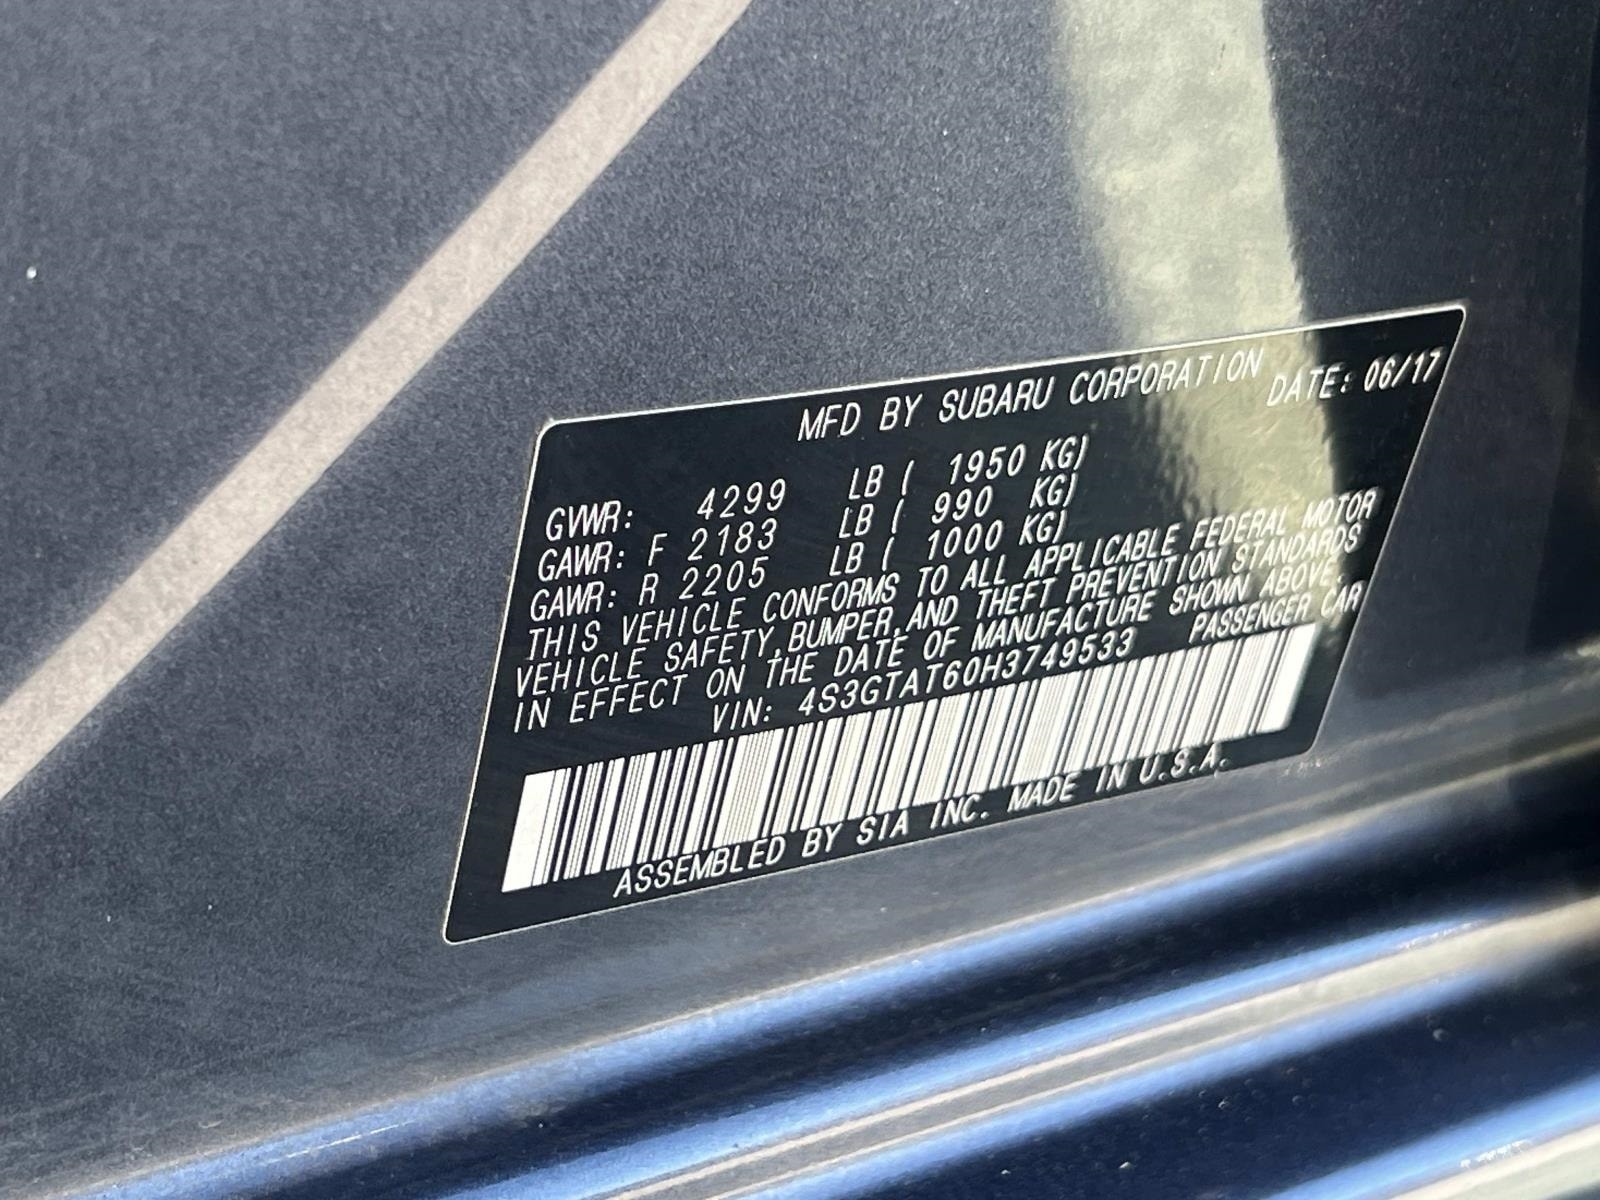 MFD BY SUBARU CORPORATION DATE: 06/17
GVWR: 4299 LB ( 1950 KG)
GAWR: F 2183 LB ( 990 KG)
GAWR: R 2205 LB ( 1000 KG)
THIS VEHICLE CONFORMS TO ALL APPLICABLE FEDERAL MOTOR
VEHICLE SAFETY, BUMPER, AND THEFT PREVENTION STANDARDS
IN EFFECT ON THE DATE OF MANUFACTURE SHOWN ABOVE.
VIN: 4S3GTAT60H3749533 PASSENGER CAR
ASSEMBLED BY SIA INC. MADE IN U.S.A.